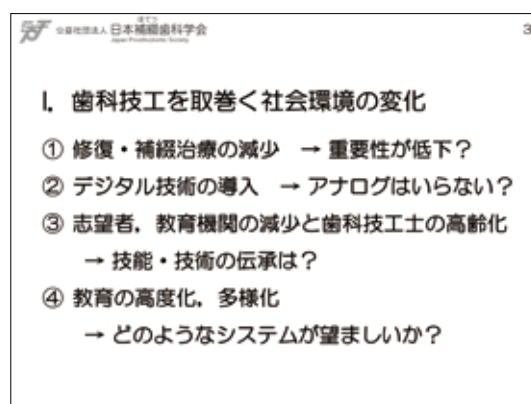 ほてつ
公益社団法人 日本補綴歯科学会
Japan Prosthodontic Society
3
I. 歯科技工を取巻く社会環境の変化
① 修復・補綴治療の減少 → 重要性が低下？
② デジタル技術の導入 → アナログはいらない？
③ 志望者，教育機関の減少と歯科技工士の高齢化
→ 技能・技術の伝承は？
④ 教育の高度化，多様化
→ どのようなシステムが望ましいか？